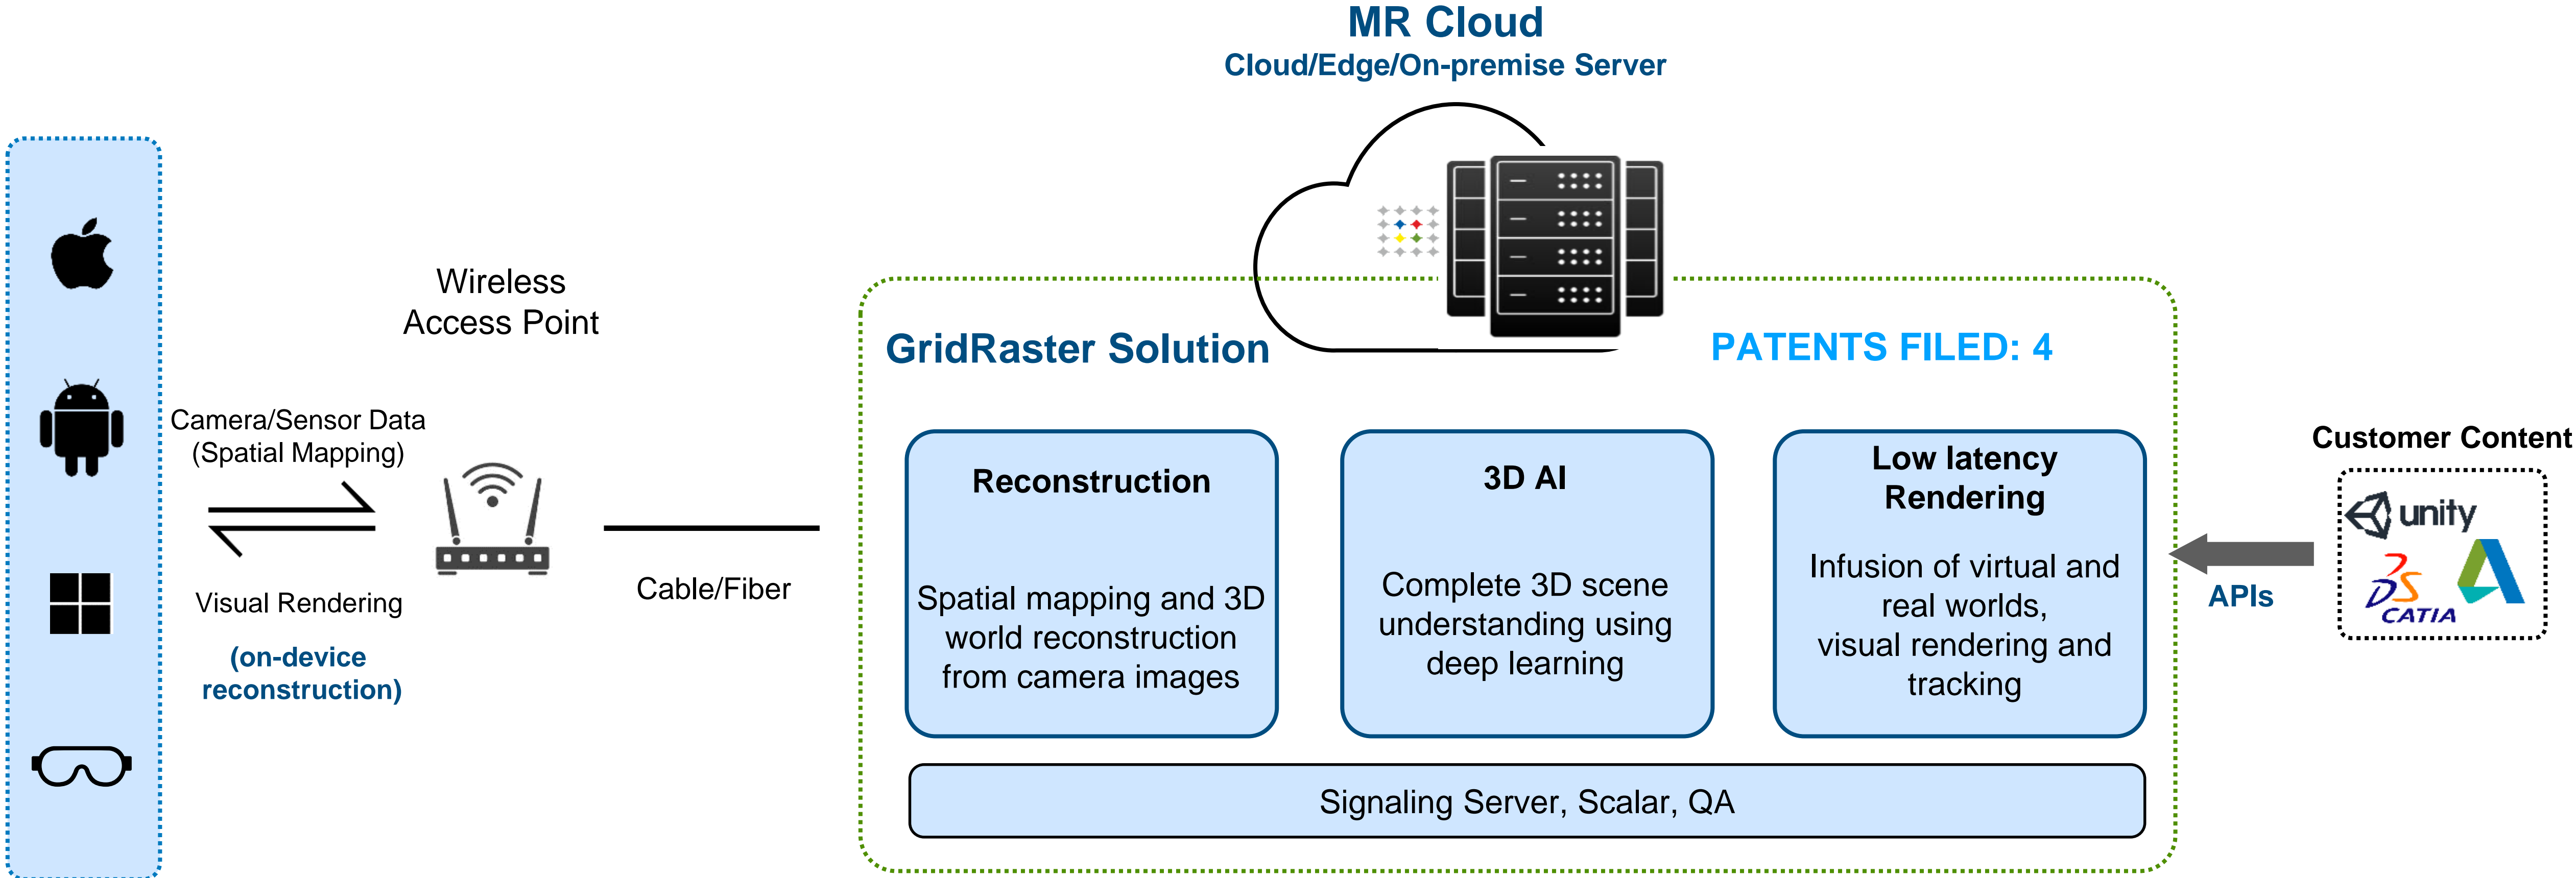 MR Cloud
Cloud/Edge/On-premise Server
Wireless
Access Point
Camera/Sensor Data
(Spatial Mapping)
Visual Rendering
(on-device
reconstruction)
Cable/Fiber
GridRaster Solution
PATENTS FILED: 4
Reconstruction
Spatial mapping and 3D
world reconstruction
from camera images
3D AI
Complete 3D scene
understanding using
deep learning
Low latency
Rendering
Infusion of virtual and
real worlds,
visual rendering and
tracking
Signaling Server, Scalar, QA
APIs
Customer Content
unity
DS
CATIA